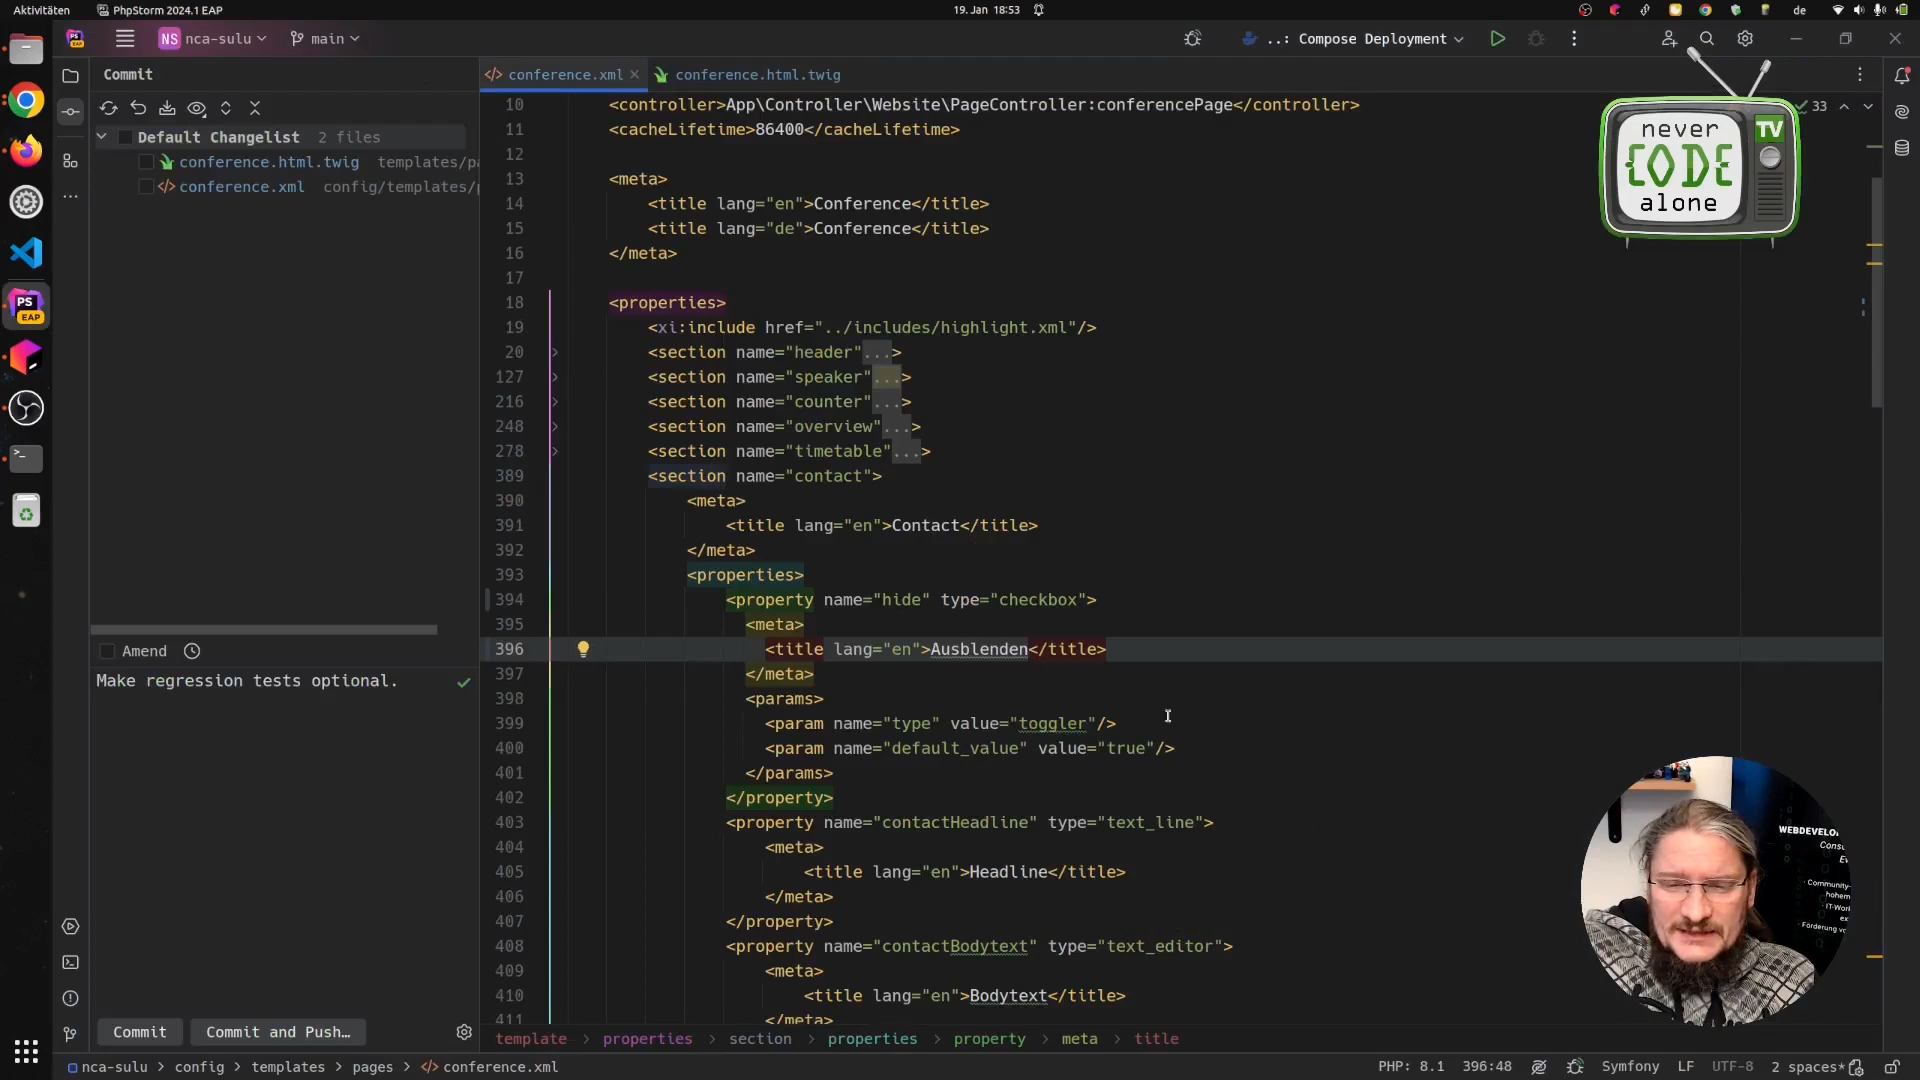 Aktivitäten
PhpStorm 2024.1 EAP
19. Jan 18:53
de
NS nca-sulu
main
..: Compose Deployment
Commit
conference.xml
conference.html.twig
Default Changelist 2 files
conference.html.twig templates/pa
conference.xml config/templates/p
Amend
Make regression tests optional.
Commit
Commit and Push...
33
never
CODE
alone
TV
10 <controller>App\Controller\Website\PageController:conferencePage</controller>
11 <cacheLifetime>86400</cacheLifetime>
12
13 <meta>
14 <title lang="en">Conference</title>
15 <title lang="de">Conference</title>
16 </meta>
17
18 <properties>
19 <xi:include href="../includes/highlight.xml"/>
20 <section name="header"...>
127 <section name="speaker"...>
216 <section name="counter"...>
248 <section name="overview"...>
278 <section name="timetable"...>
389 <section name="contact">
390 <meta>
391 <title lang="en">Contact</title>
392 </meta>
393 <properties>
394 <property name="hide" type="checkbox">
395 <meta>
396 <title lang="en">Ausblenden</title>
397 </meta>
398 <params>
399 <param name="type" value="toggler"/>
400 <param name="default_value" value="true"/>
401 </params>
402 </property>
403 <property name="contactHeadline" type="text_line">
404 <meta>
405 <title lang="en">Headline</title>
406 </meta>
407 </property>
408 <property name="contactBodytext" type="text_editor">
409 <meta>
410 <title lang="en">Bodytext</title>
411 </meta>
template > properties > section > properties > property > meta > title
nca-sulu > config > templates > pages > conference.xml
PHP: 8.1 396:48 Symfony LF UTF-8 2 spaces*
PS
EAP
WEBDEVELO
Cons